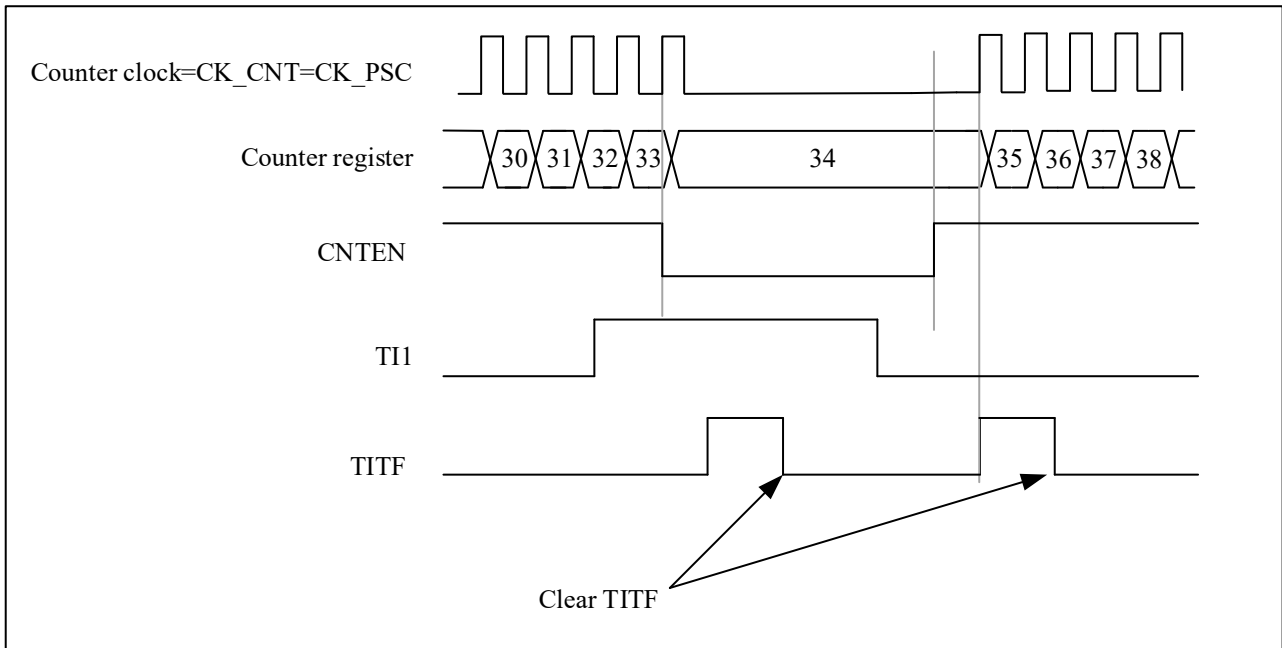 Counter clock=CK_CNT=CK_PSC
Counter register
30 31 32 33 34 35 36 37 38
CNTEN
TI1
TITF
Clear TITF